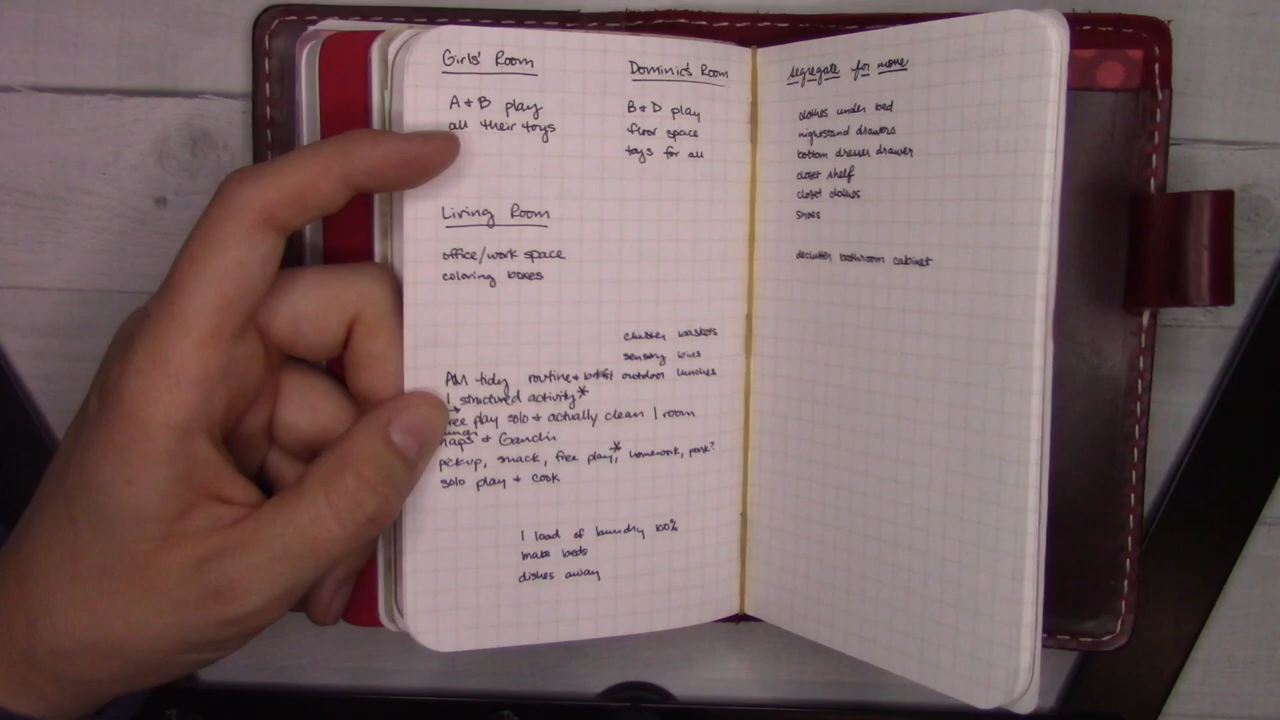 Girls' Room
A & B play
all their toys
Dominic's Room
B & D play
floor space
toys for all
Living Room
office/work space
coloring boxes
clutter baskets
sensory bins
AM tidy routine + brkfst outdoor lunches
1 structured activity*
free play solo & actually clean 1 room
lunch
naps &
pickup, snack, free play,* homework, park?
solo play & cook
1 load of laundry 100%
make beds
dishes away
segregate for move
clothes under bed
nightstand drawers
bottom dresser drawer
closet shelf
closet clothes
shoes
declutter bathroom cabinet